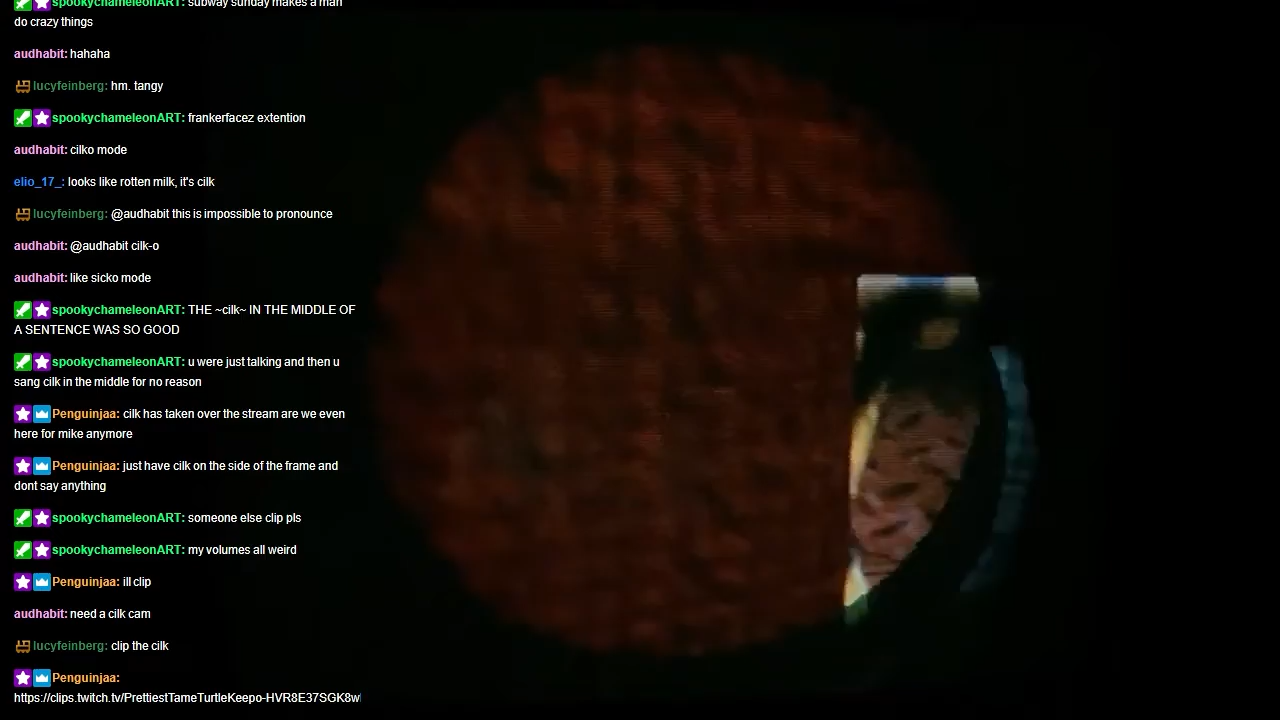 spookychameleonART: subway sunday makes a man
do crazy things
audhabit: hahaha
lucyfeinberg: hm. tangy
spookychameleonART: frankerfacez extention
audhabit: cilko mode
elio_17_: looks like rotten milk, it's cilk
lucyfeinberg: @audhabit this is impossible to pronounce
audhabit: @audhabit cilk-o
audhabit: like sicko mode
spookychameleonART: THE ~cilk~ IN THE MIDDLE OF
A SENTENCE WAS SO GOOD
spookychameleonART: u were just talking and then u
sang cilk in the middle for no reason
Penguinjaa: cilk has taken over the stream are we even
here for mike anymore
Penguinjaa: just have cilk on the side of the frame and
dont say anything
spookychameleonART: someone else clip pls
spookychameleonART: my volumes all weird
Penguinjaa: ill clip
audhabit: need a cilk cam
lucyfeinberg: clip the cilk
Penguinjaa:
https://clips.twitch.tv/PrettiestTameTurtleKeepo-HVR8E37SGK8w